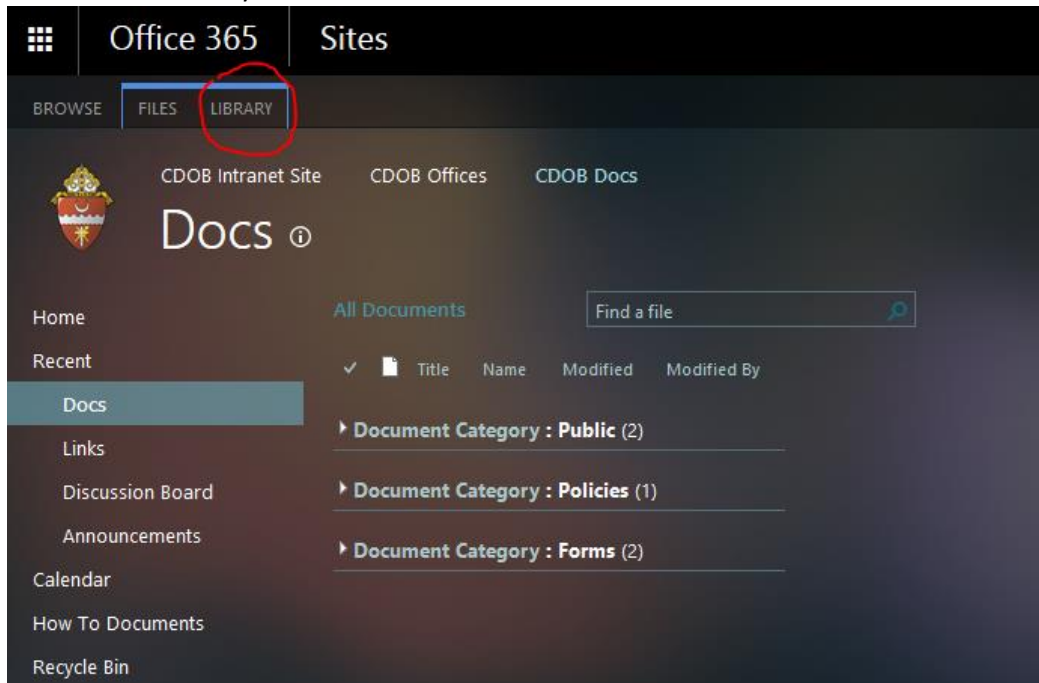 Office 365 Sites
BROWSE FILES LIBRARY
CDOB Intranet Site CDOB Offices CDOB Docs
Docs
Home
Recent
Docs
Links
Discussion Board
Announcements
Calendar
How To Documents
Recycle Bin
All Documents Find a file
Title Name Modified Modified By
Document Category : Public (2)
Document Category : Policies (1)
Document Category : Forms (2)